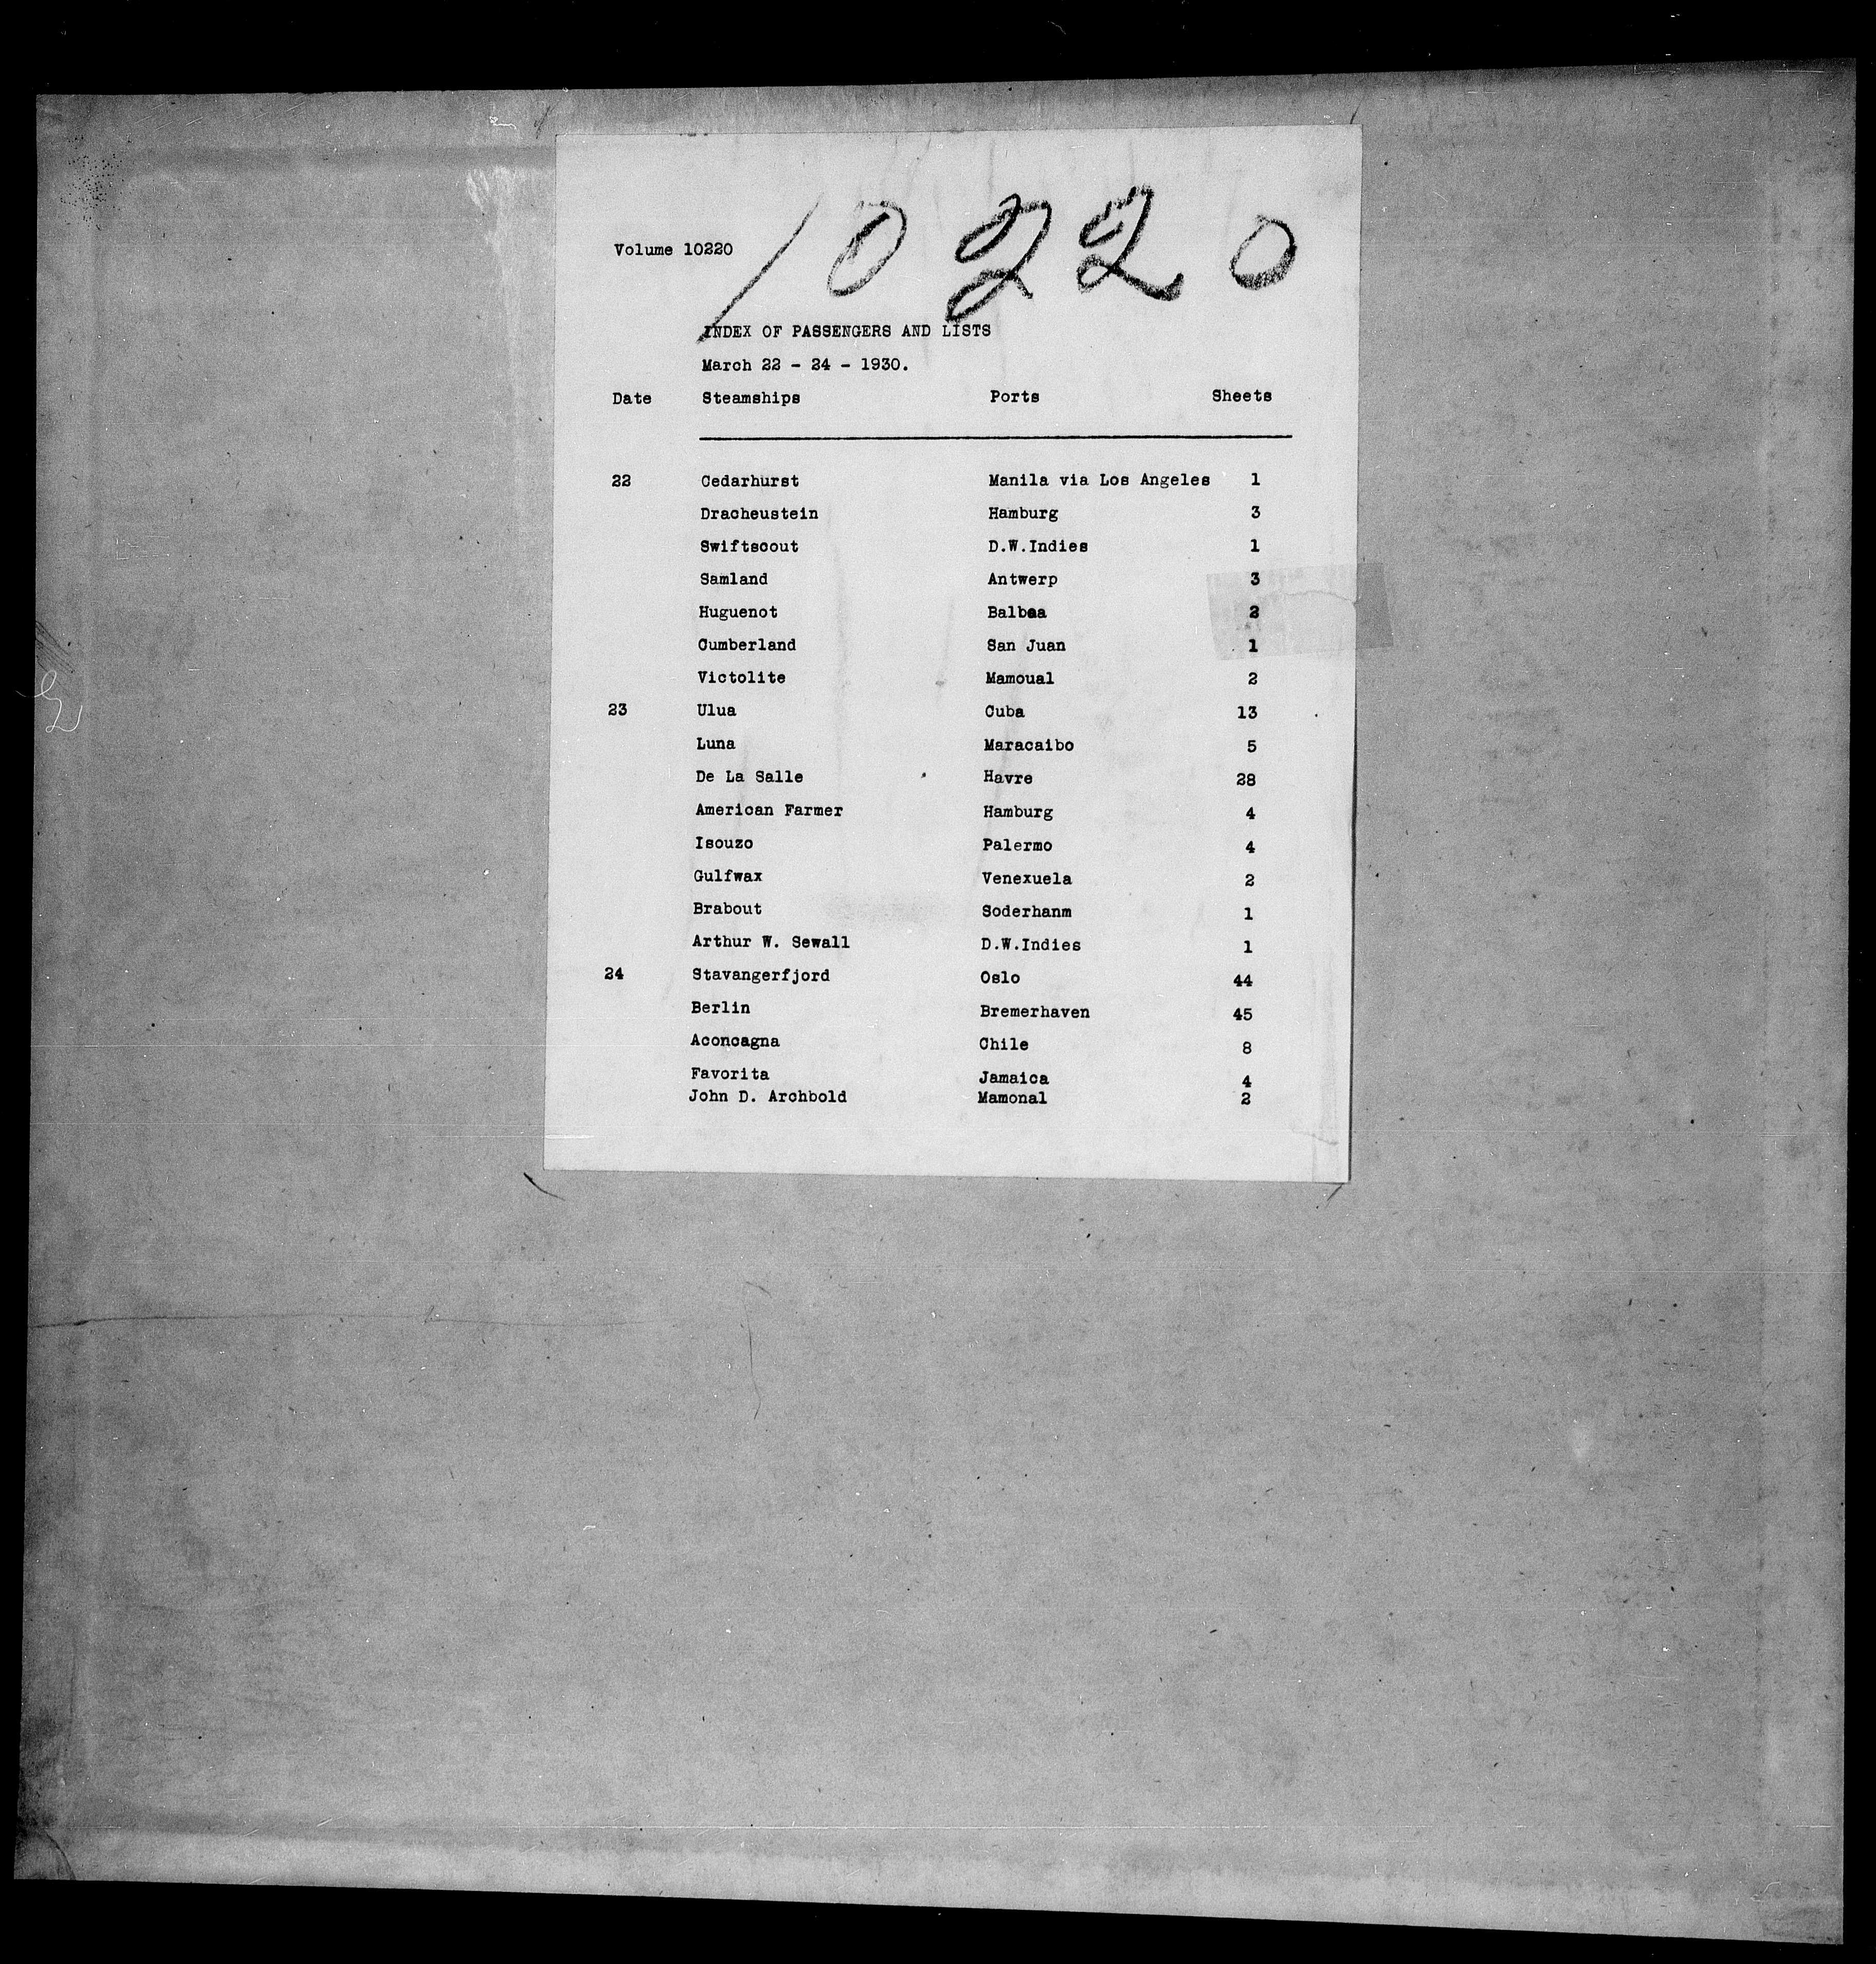 10220
Volume 10220
INDEX OF PASSENGERS AND LISTS
March 22 - 24 - 1930.
Date Steamships Ports Sheets
22 Cedarhurst Manila via Los Angeles 1
Dracheustein Hamburg 3
Swiftscout D.W.Indies 1
Samland Antwerp 3
Huguenot Balboa 2
Cumberland San Juan 1
Victolite Mamoual 2
23 Ulua Cuba 13
Luna Maracaibo 5
De La Salle Havre 28
American Farmer Hamburg 4
Isouzo Palermo 4
Gulfwax Venexuela 2
Brabout Soderhanm 1
Arthur W. Sewall D.W.Indies 1
24 Stavangerfjord Oslo 44
Berlin Bremerhaven 45
Aconcagna Chile 8
Favorita Jamaica 4
John D. Archbold Mamonal 2